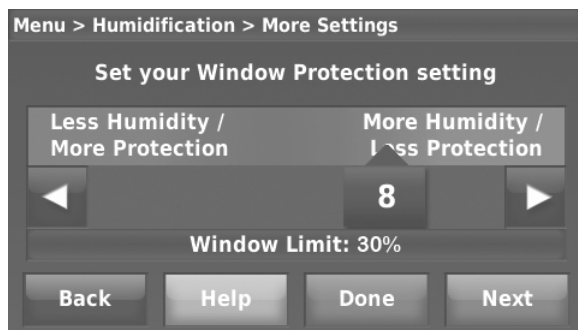 Menu > Humidification > More Settings
Set your Window Protection setting
Less Humidity /
More Protection
More Humidity /
Less Protection
8
Window Limit: 30%
Back
Help
Done
Next